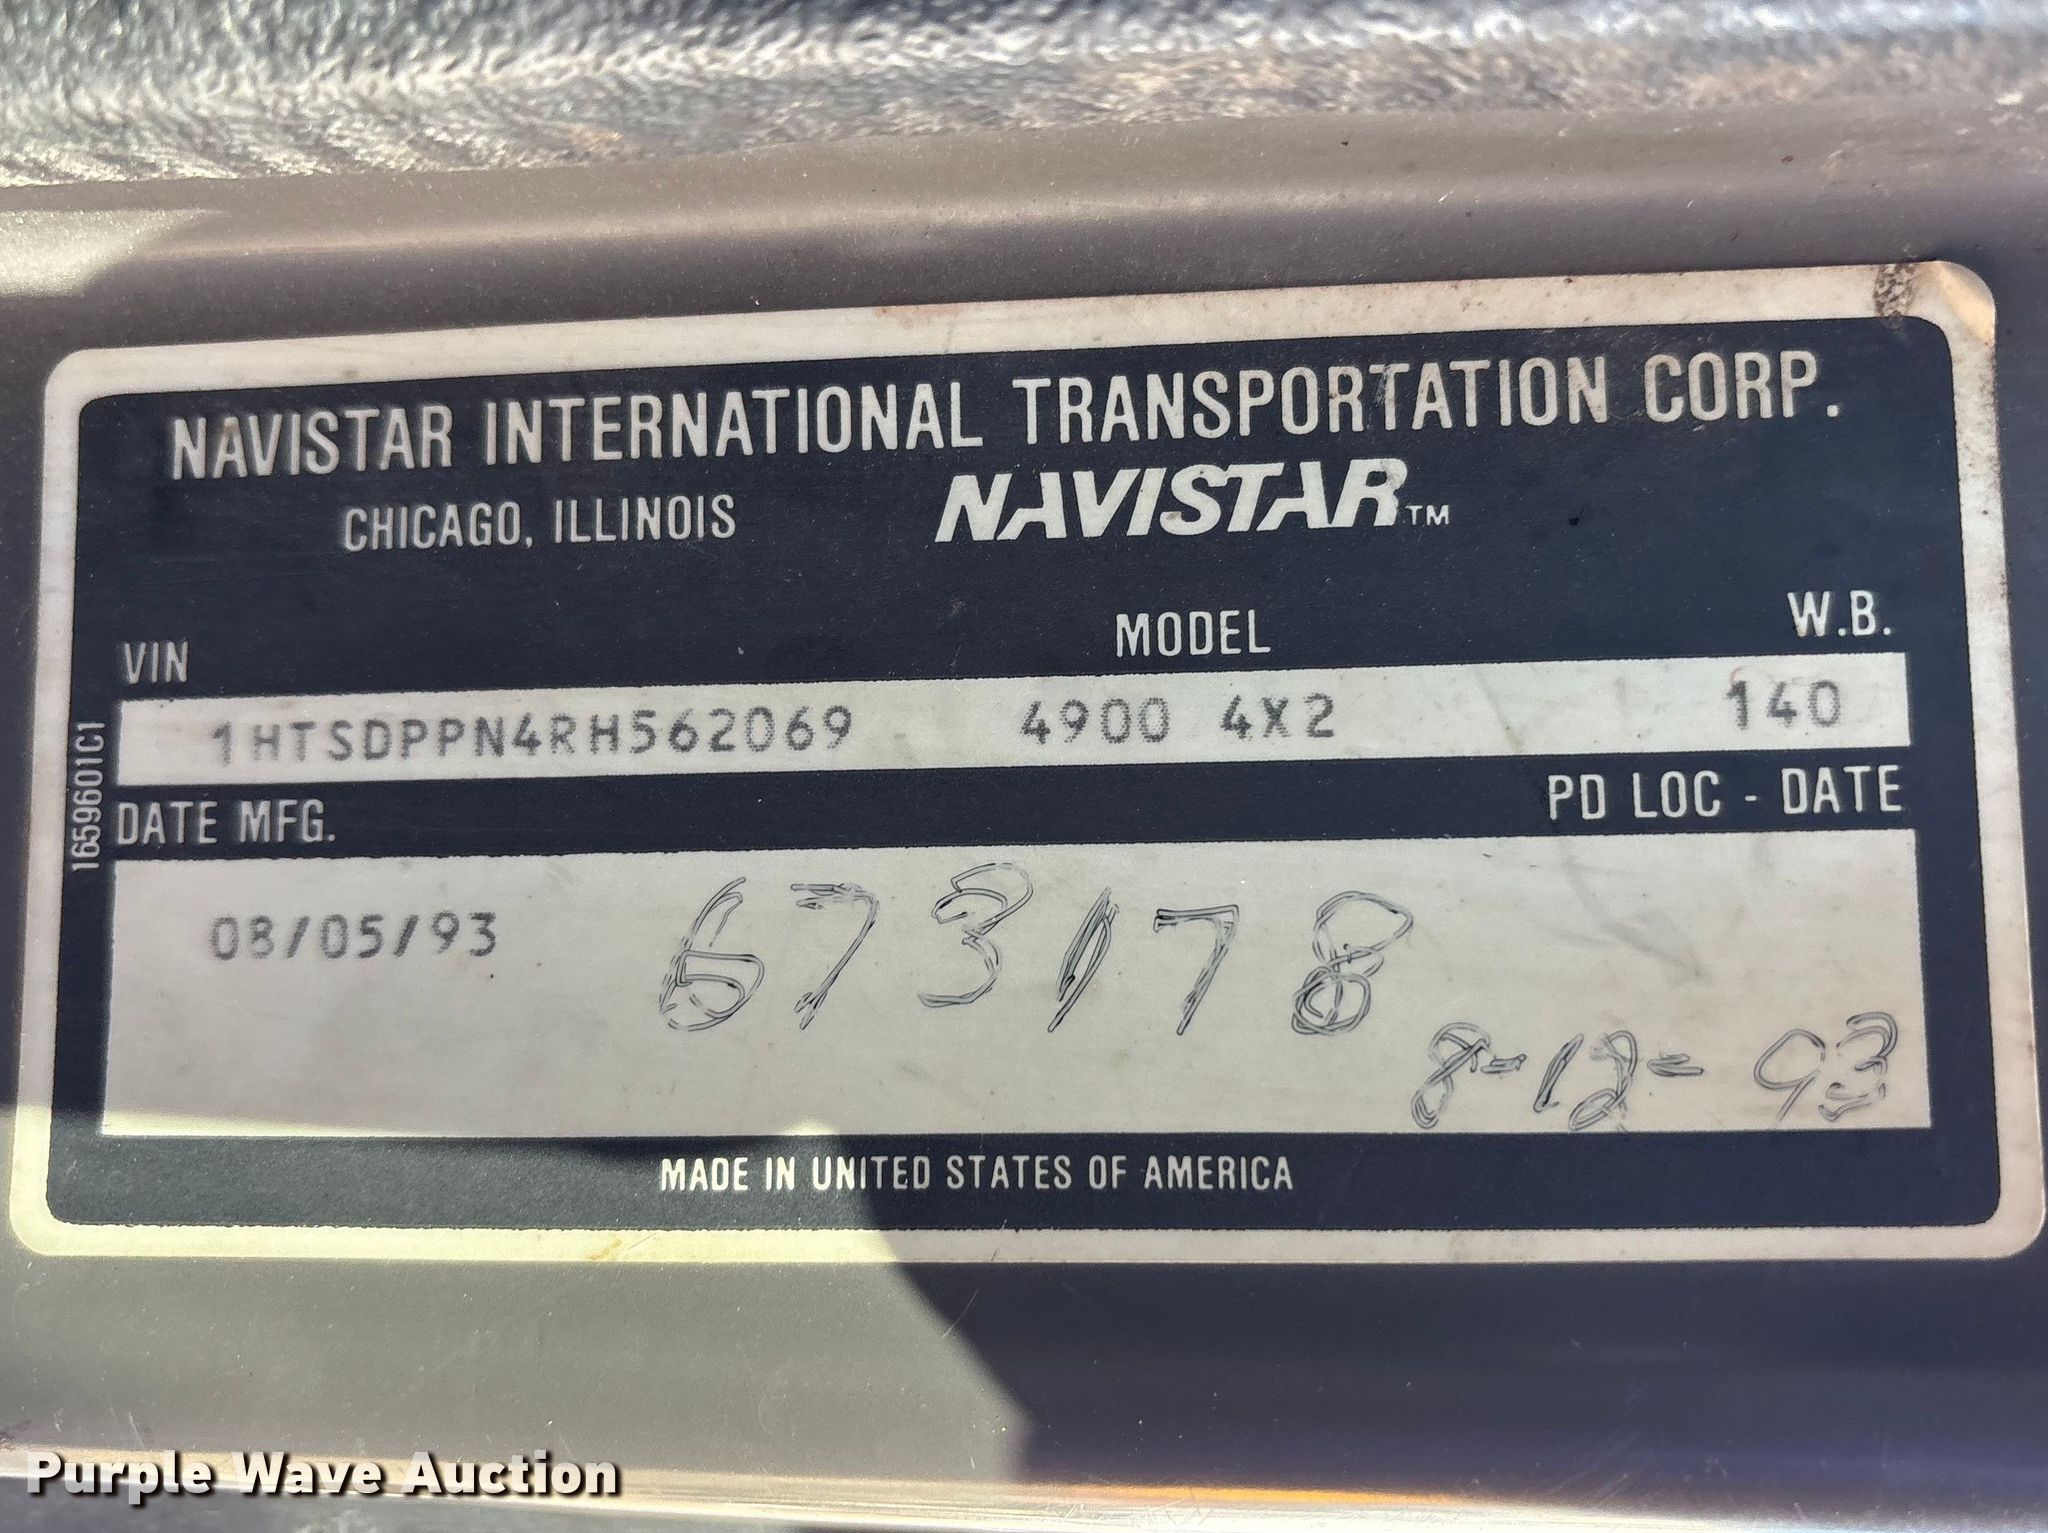 NAVISTAR INTERNATIONAL TRANSPORTATION CORP.
CHICAGO, ILLINOIS NAVISTAR™
VIN MODEL W.B.
1HTSDPPN4RH562069 4900 4X2 140
DATE MFG. PD LOC - DATE
08/05/93 673178
8-12-93
MADE IN UNITED STATES OF AMERICA
1659601C1
Purple Wave Auction